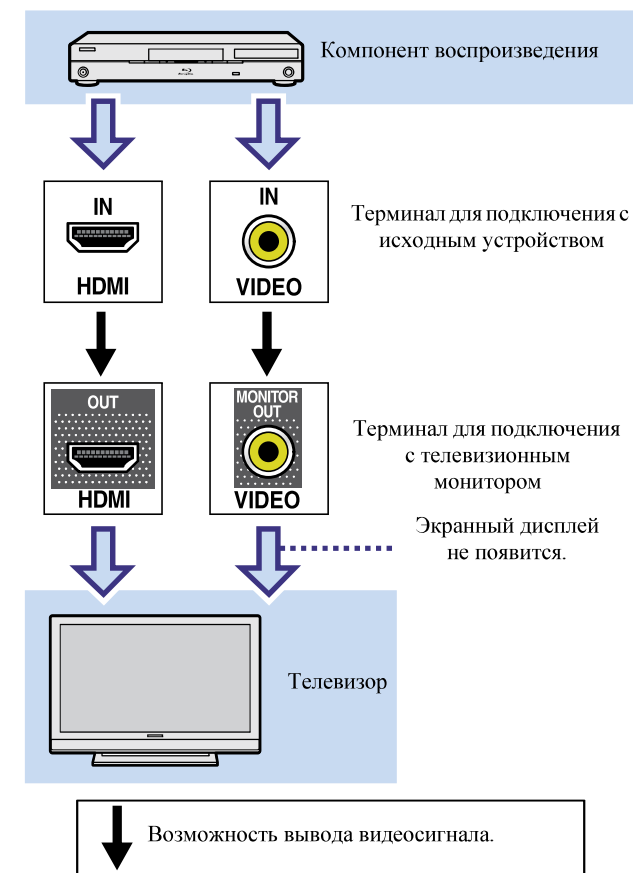 Компонент воспроизведения
IN
HDMI
IN
VIDEO
Терминал для подключения с
исходным устройством
OUT
HDMI
MONITOR
OUT
VIDEO
Терминал для подключения
с телевизионным
монитором
Экранный дисплей
не появится.
Телевизор
Возможность вывода видеосигнала.